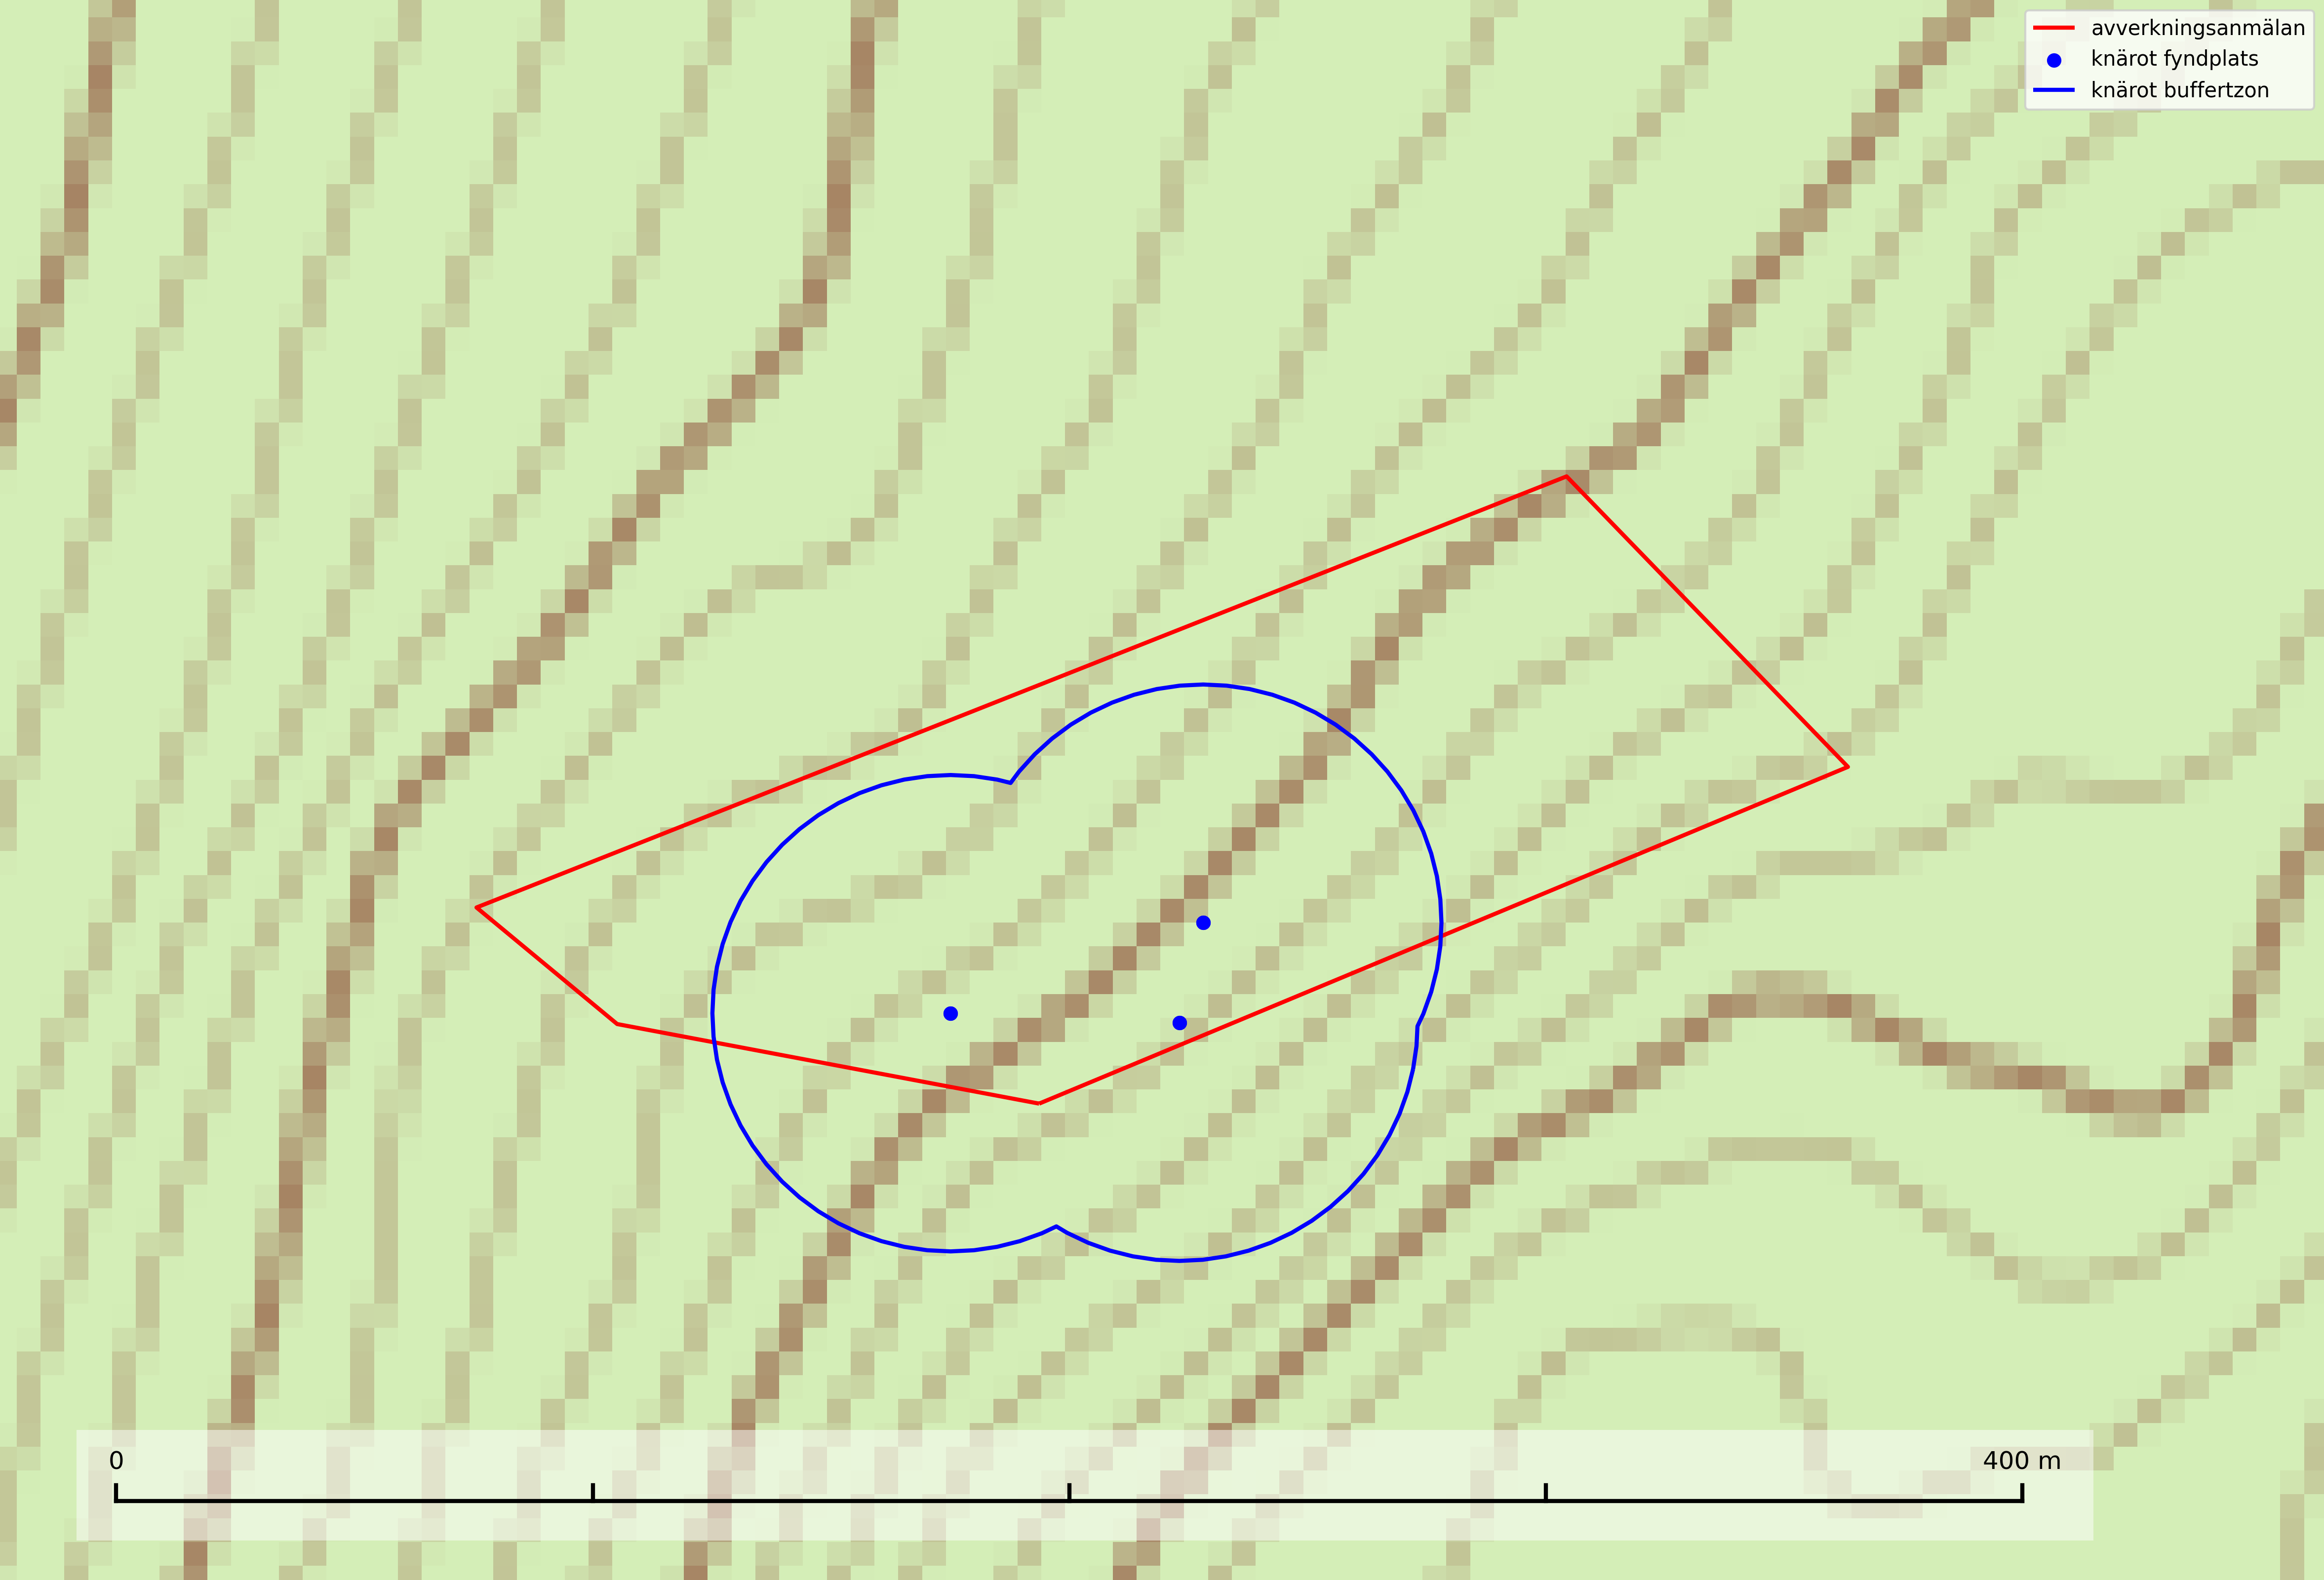 avverkningsanmälan
knärot fyndplats
knärot buffertzon
0
400 m